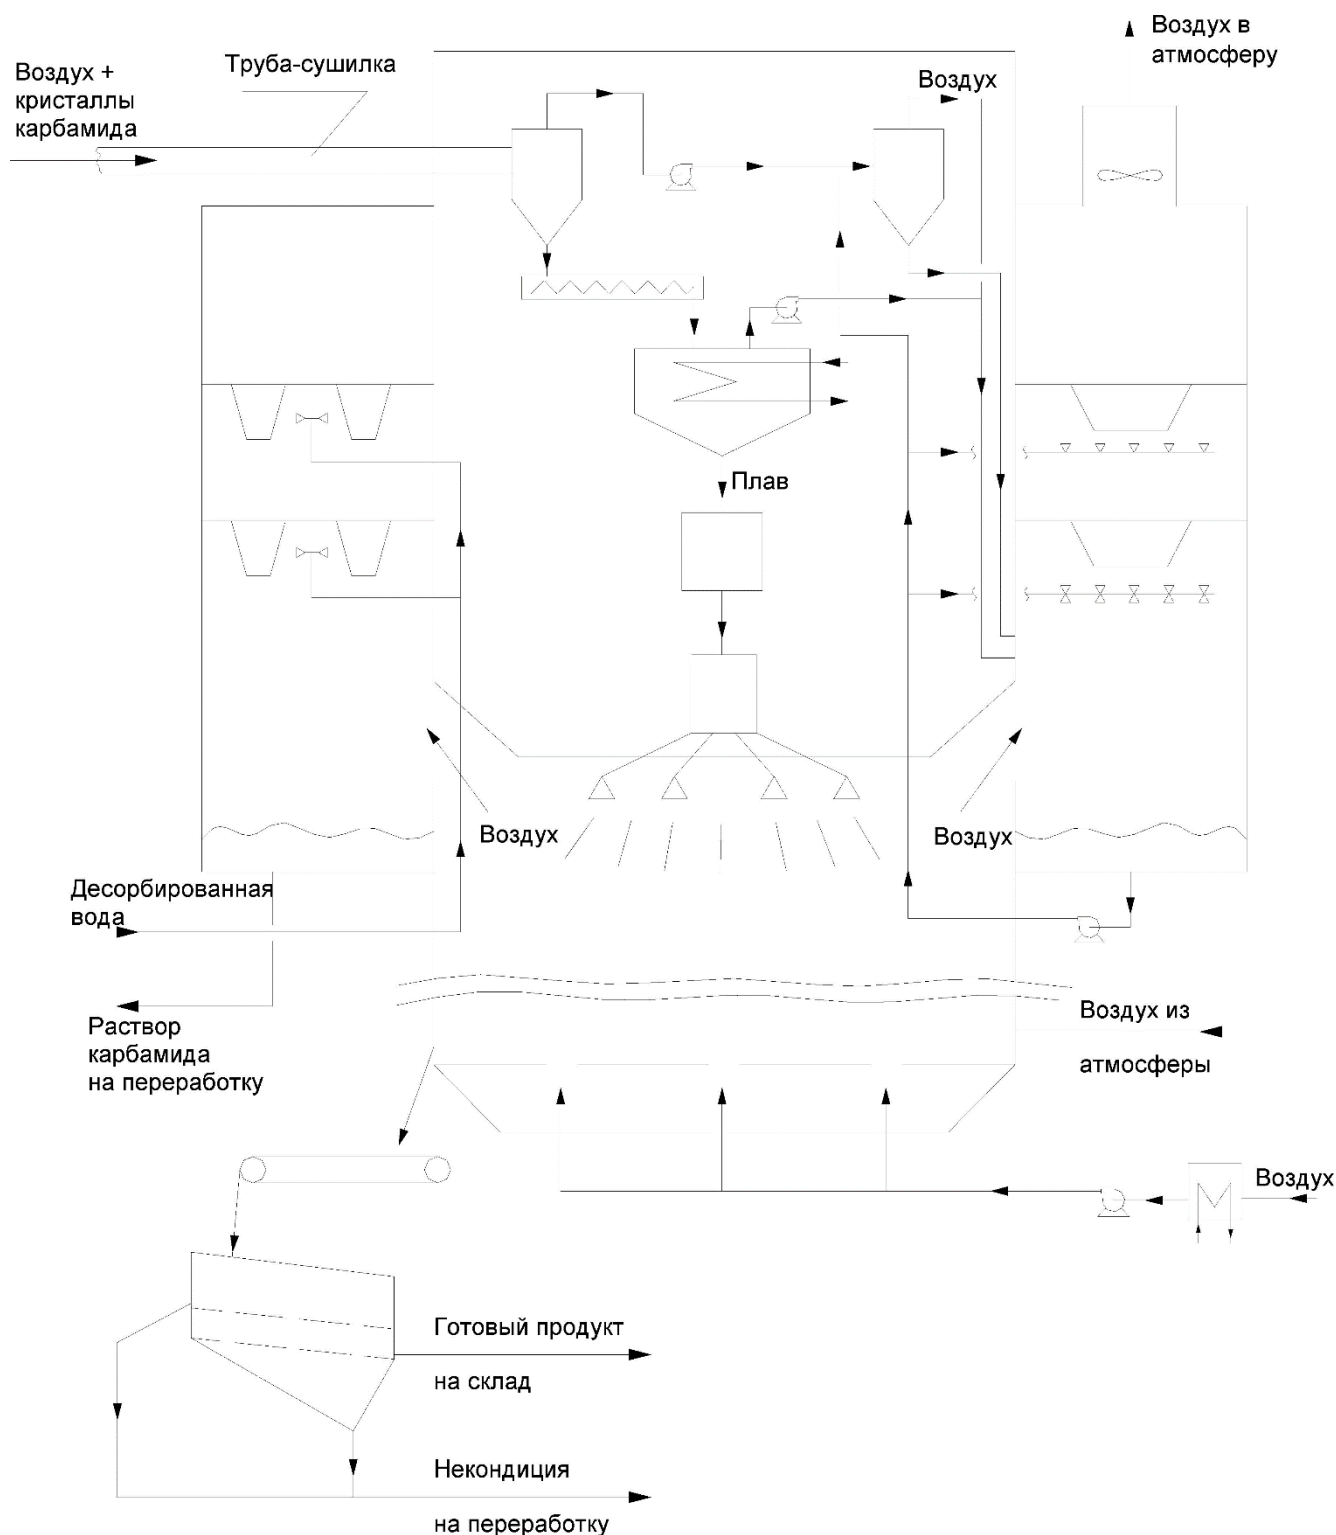 Воздух в
атмосферу
Труба-сушилка
Воздух +
кристаллы
карбамида
Воздух
Плав
Воздух
Воздух
Десорбированная
вода
Раствор
карбамида
на переработку
Воздух из
атмосферы
Воздух
Готовый продукт
на склад
Некондиция
на переработку